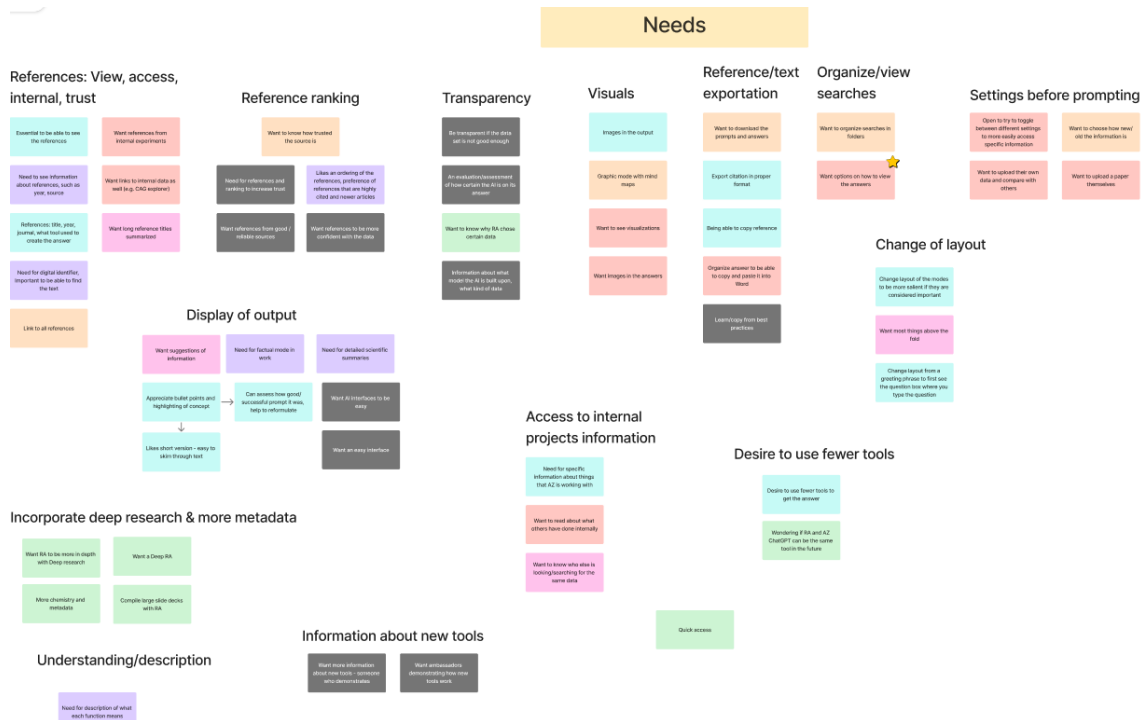 Needs
References: View, access,
internal, trust
Essential to be able to see
the references
Want references from
internal experiments
Need to see information
about references, such as
year, source
Want links to internal data as
well (e.g. CAG explorer)
References: title, year,
journal, what tool used to
create the answer
Want long reference titles
summarized
Need for digital identifier,
important to be able to find
the text
Link to all references
Reference ranking
Want to know how trusted
the source is
Need for references and
ranking to increase trust
Likes an ordering of the
references, preference of
references that are highly
cited and newer articles
Want references from good /
reliable sources
Want references to be more
confident with the data
Transparency
Be transparent if the data
set is not good enough
An evaluation/assessment
of how certain the AI is on its
answer
Want to know why RA chose
certain data
Information about what
model the AI is built upon,
what kind of data
Visuals
Images in the output
Graphic mode with mind
maps
Want to see visualizations
Want images in the answers
Reference/text
exportation
Want to download the
prompts and answers
Export citation in proper
format
Being able to copy reference
Organise answer to be able
to copy and paste it into
Word
Learn/copy from best
practices
Organize/view
searches
Want to organize searches in
folders
Want options on how to view
the answers
Settings before prompting
Open to try to toggle
between different settings
to more easily access
specific information
Want to choose how new/
old the information is
Want to upload their own
data and compare with
others
Want to upload a paper
themselves
Change of layout
Change layout of the modes
to be more salient if they are
considered important
Want most things above the
fold
Change layout from a
greeting phrase to first see
the question box where you
type the question
Display of output
Want suggestions of
information
Need for factual mode in
work
Need for detailed scientific
summaries
Appreciate bullet points and
highlighting of concept
Can assess how good/
successful prompt it was,
help to reformulate
Want AI interfaces to be
easy
Likes short version - easy to
skim through text
Want an easy interface
Access to internal
projects information
Need for specific
information about things
that AZ is working with
Want to read about what
others have done internally
Want to know who else is
looking/searching for the
same data
Desire to use fewer tools
Desire to use fewer tools to
get the answer
Wondering if RA and AZ
ChatGPT can be the same
tool in the future
Quick access
Incorporate deep research & more metadata
Want RA to be more in depth
with Deep research
Want a Deep RA
More chemistry and
metadata
Compile large slide decks
with RA
Information about new tools
Want more information
about new tools - someone
who demonstrates
Want ambassadors
demonstrating how new
tools work
Understanding/description
Need for description of what
each function means